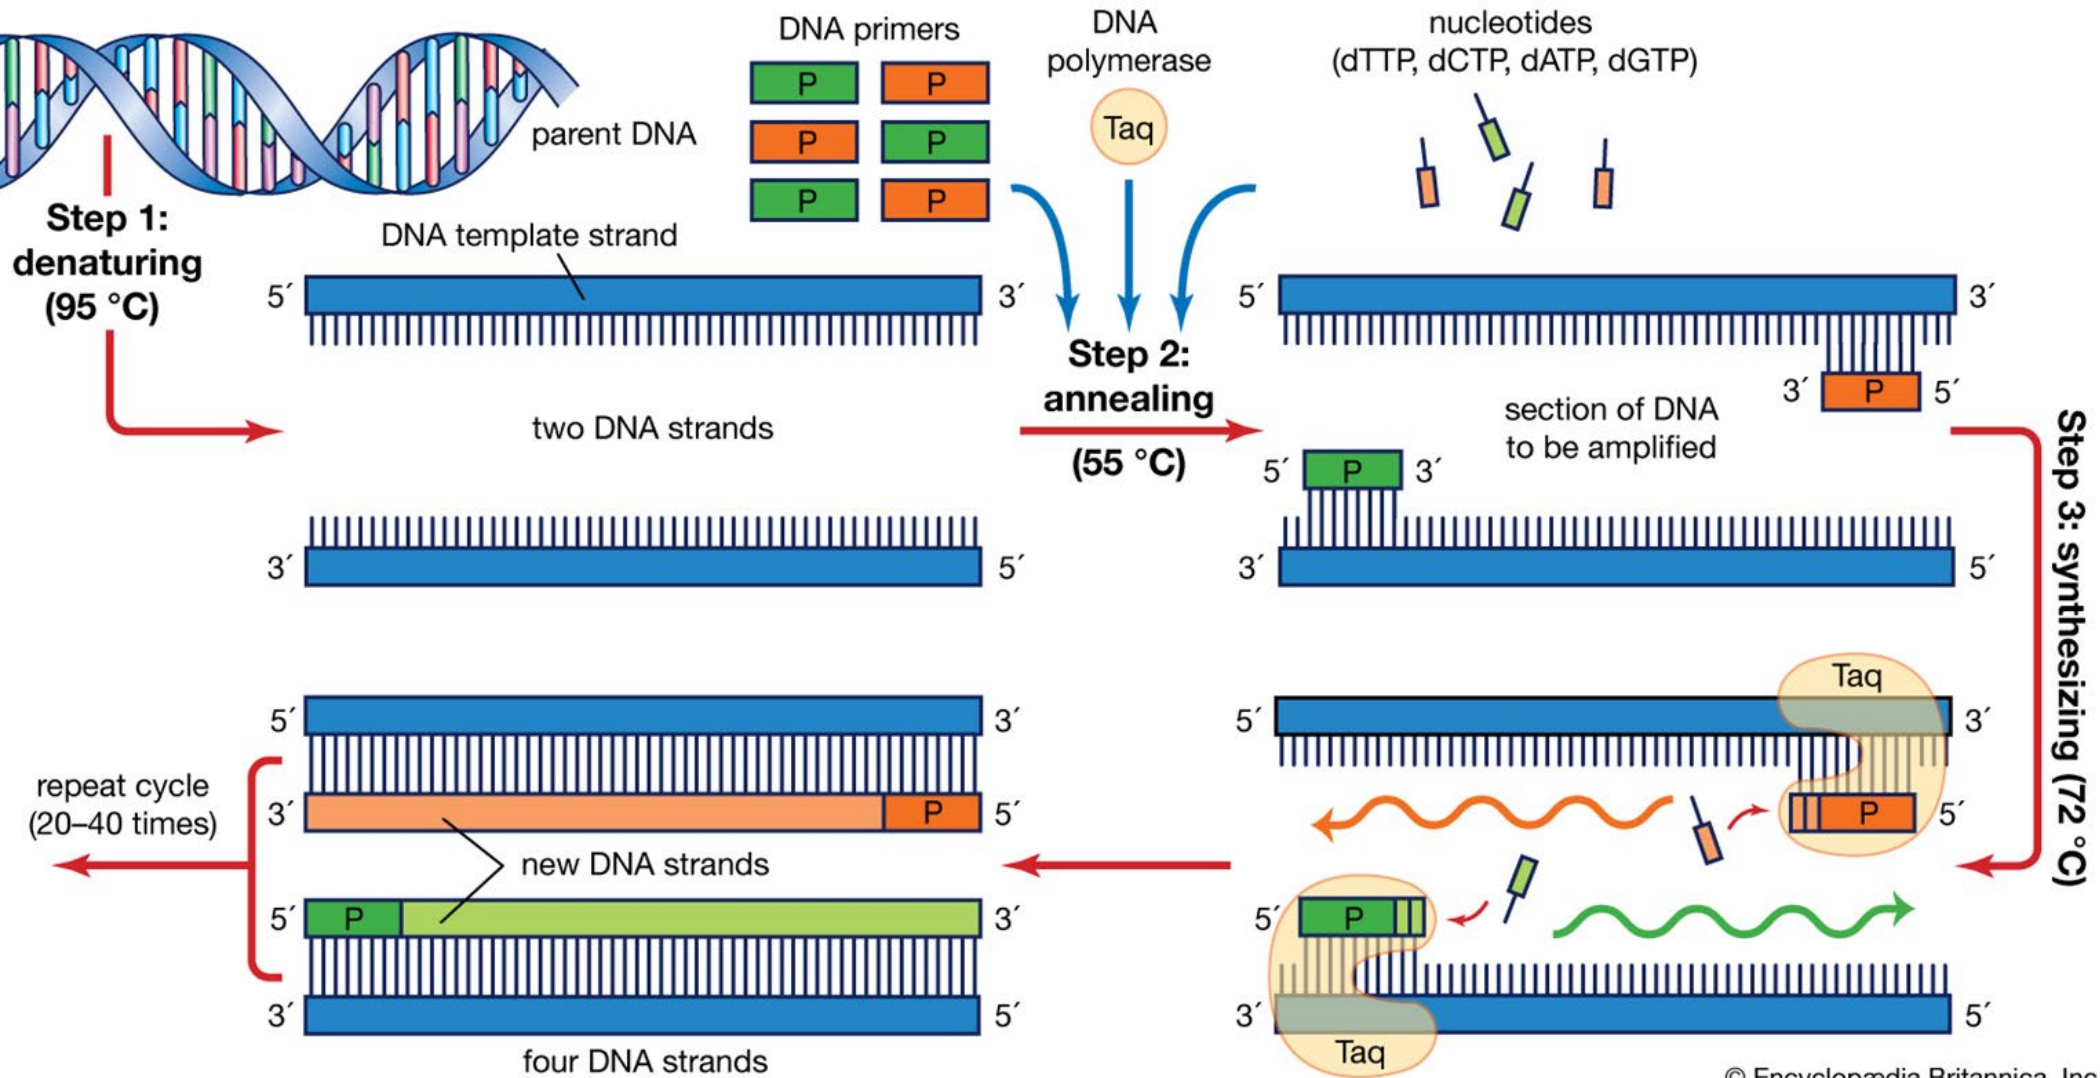 DNA primers
P
P
P
P
P
P
DNA
polymerase
Taq
nucleotides
(dTTP, dCTP, dATP, dGTP)
parent DNA
Step 1:
denaturing
(95 °C)
DNA template strand
5´
3´
two DNA strands
3´
5´
Step 2:
annealing
(55 °C)
5´
3´
3´
P
5´
section of DNA
to be amplified
5´
P
3´
3´
5´
Step 3: synthesizing (72 °C)
Taq
5´
3´
P
5´
5´
P
3´
5´
Taq
5´
3´
3´
P
5´
new DNA strands
5´
P
3´
3´
5´
four DNA strands
repeat cycle
(20–40 times)
© Encyclopædia Britannica, Inc